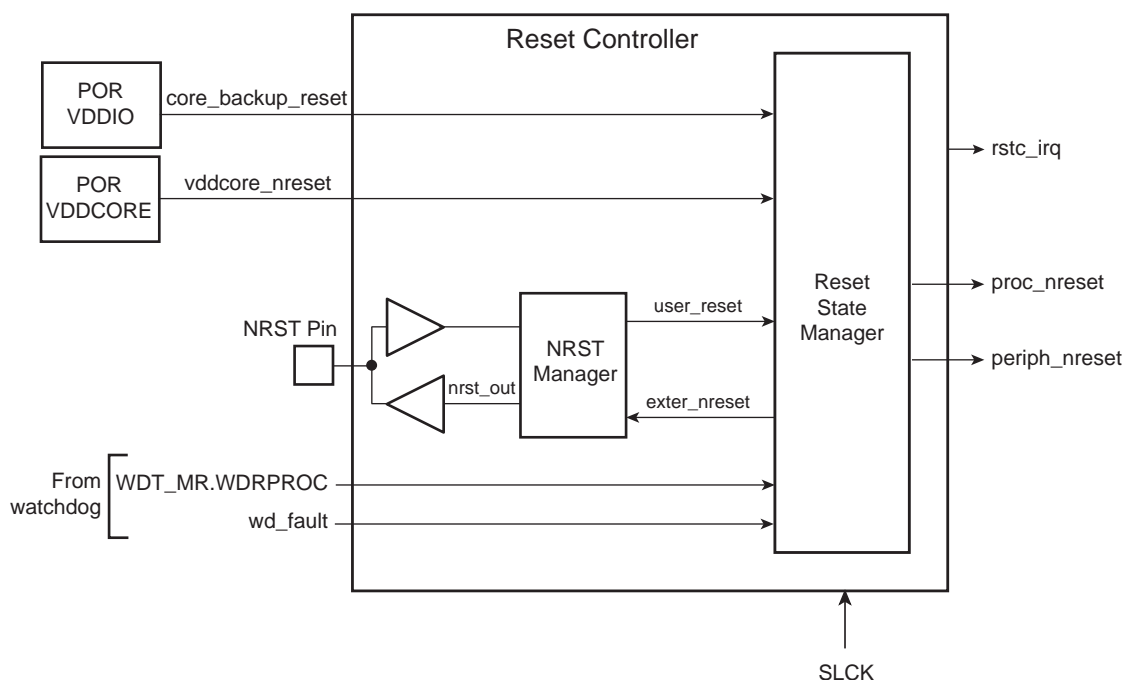 Reset Controller
POR
VDDIO
core_backup_reset
rstc_irq
POR
VDDCORE
vddcore_nreset
proc_nreset
Reset
State
Manager
user_reset
NRST Pin
NRST
Manager
periph_nreset
nrst_out
exter_nreset
From
watchdog
WDT_MR.WDRPROC
wd_fault
SLCK